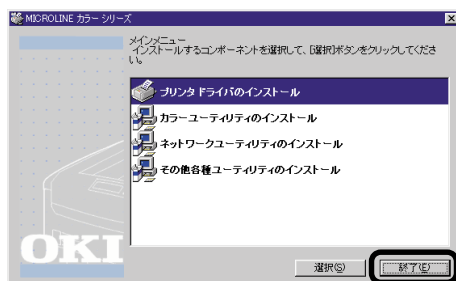 MICROLINE カラー シリーズ
メインメニュー
インストールするコンポーネントを選択して、[選択]ボタンをクリックしてくださ
い。
プリンタ ドライバのインストール
カラーユーティリティのインストール
ネットワークユーティリティのインストール
その他各種ユーティリティのインストール
OKI
選択(S)
終了(E)